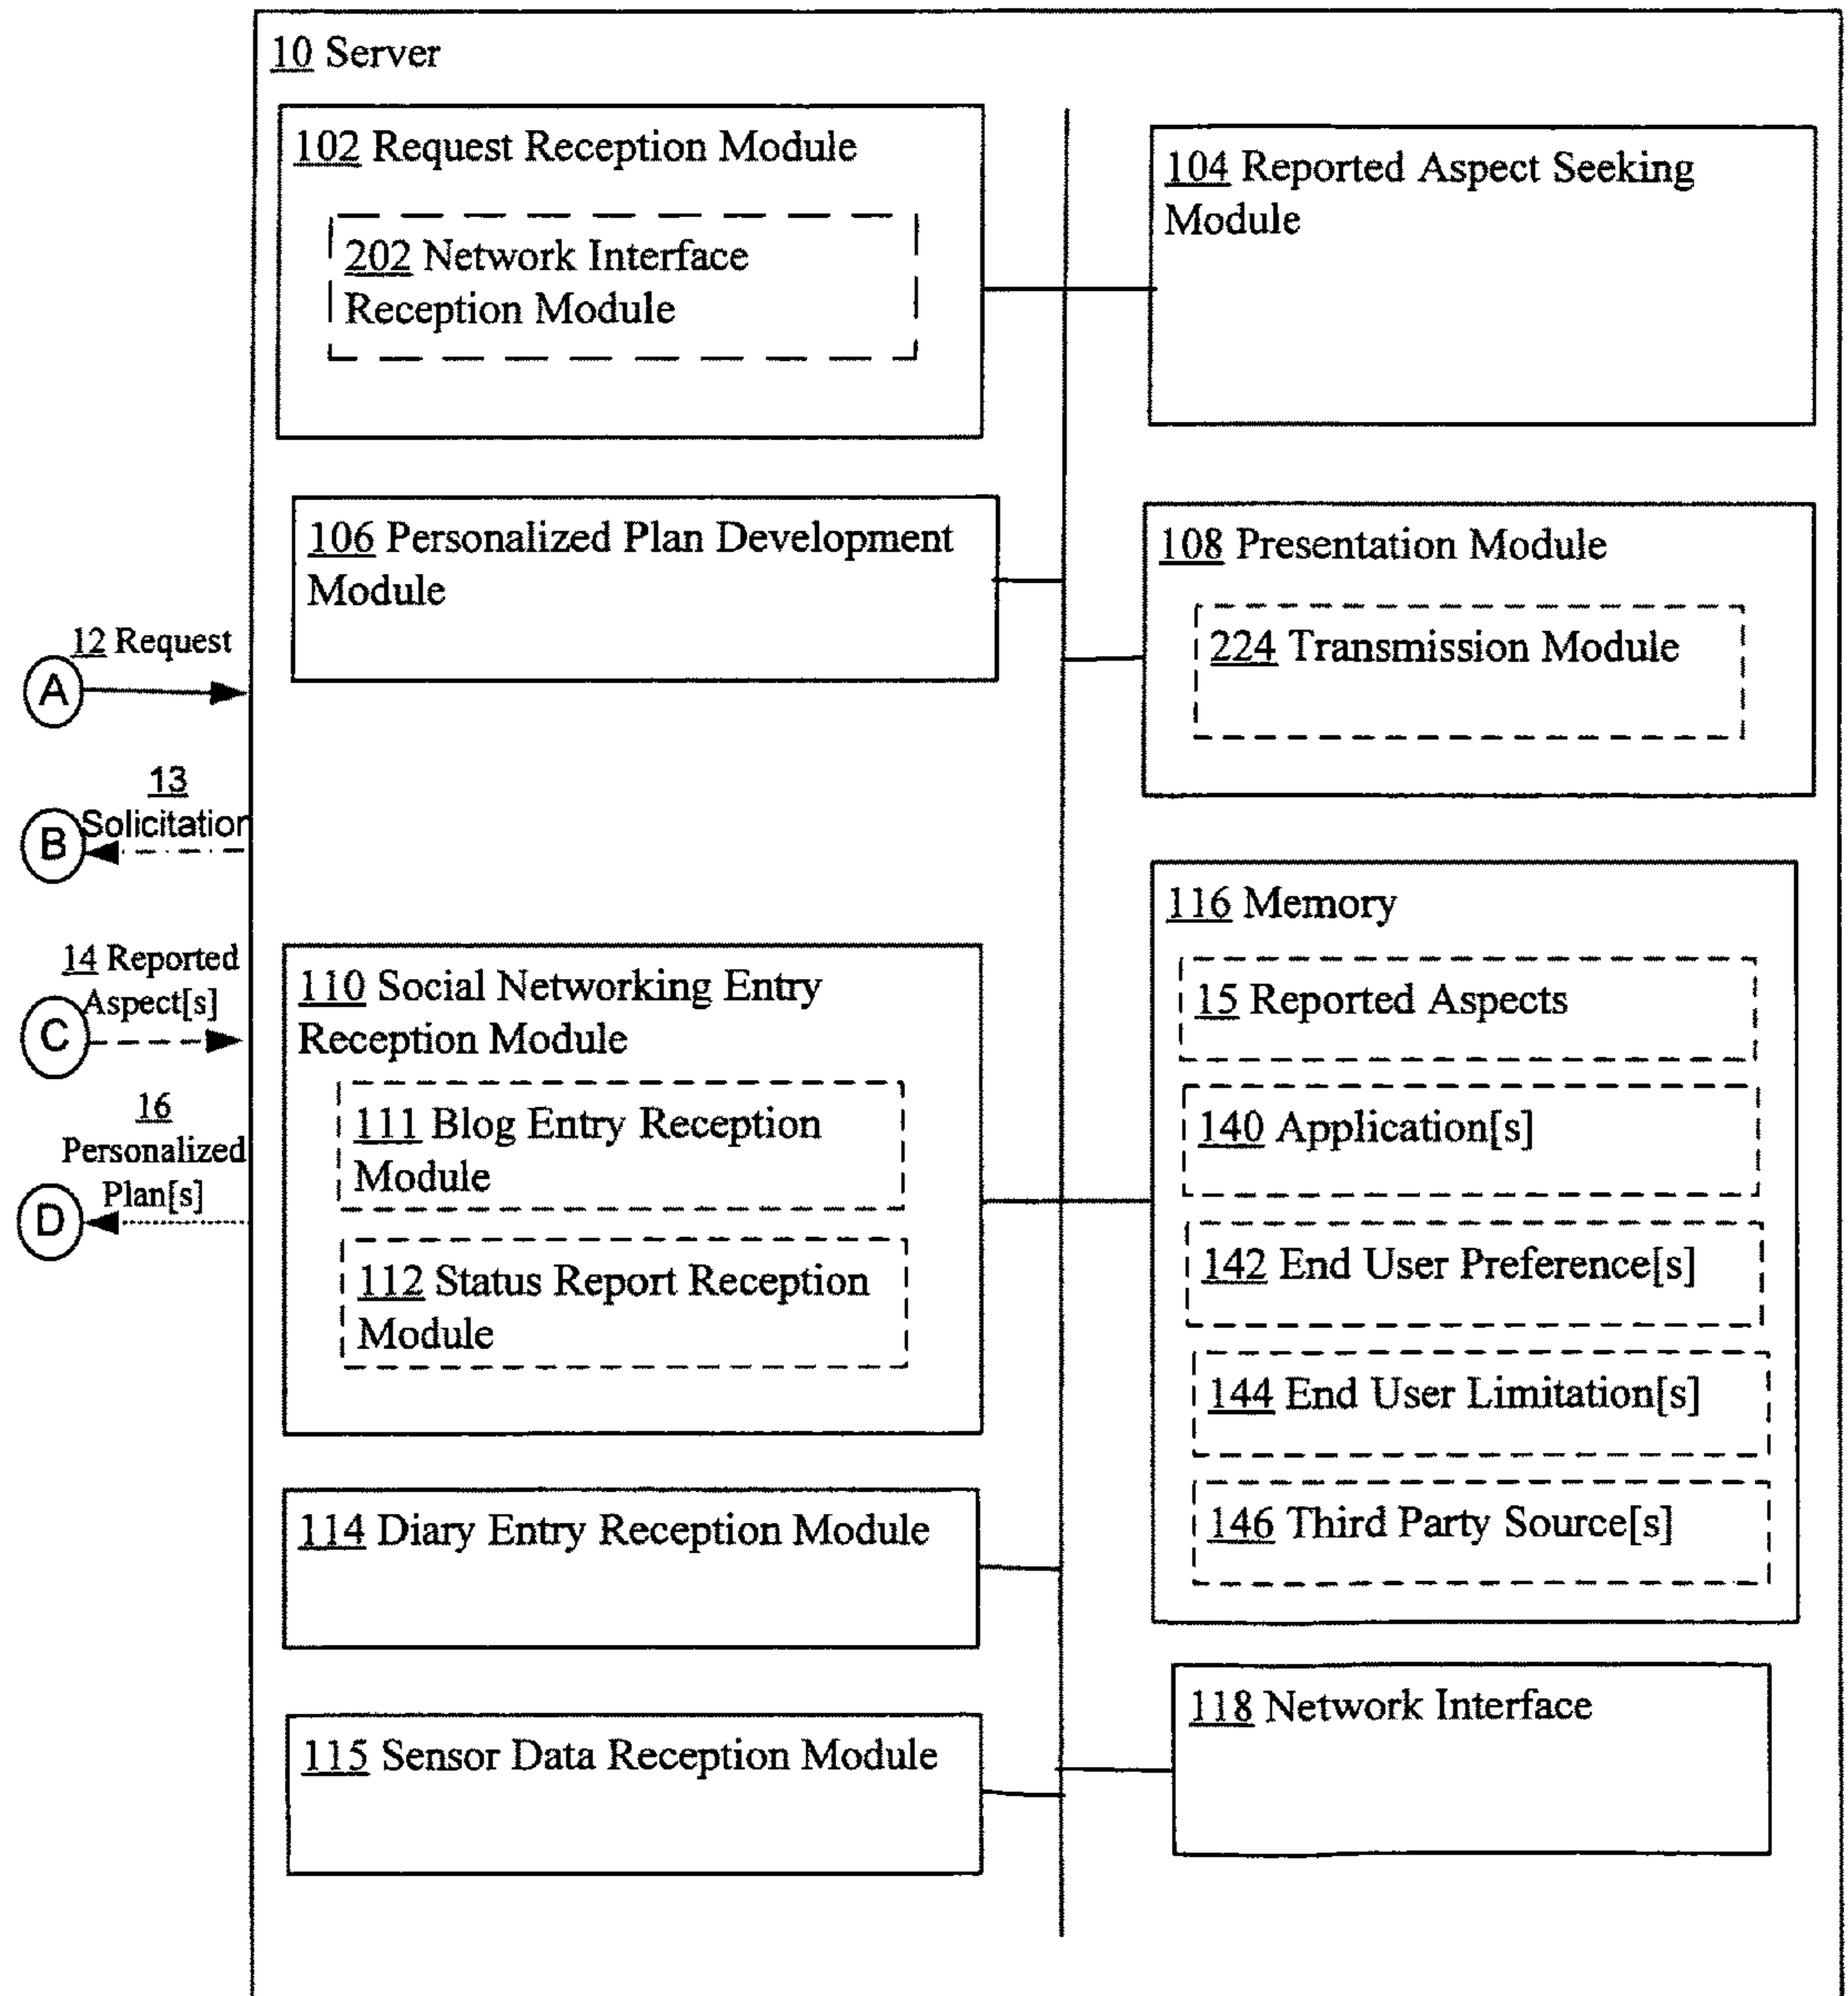 10 Server
102 Request Reception Module
202 Network Interface
Reception Module
104 Reported Aspect Seeking
Module
106 Personalized Plan Development
Module
108 Presentation Module
224 Transmission Module
12 Request
A
13
Solicitation
B
14 Reported
Aspect[s]
C
16
Personalized
Plan[s]
D
110 Social Networking Entry
Reception Module
111 Blog Entry Reception
Module
112 Status Report Reception
Module
116 Memory
15 Reported Aspects
140 Application[s]
142 End User Preference[s]
144 End User Limitation[s]
146 Third Party Source[s]
114 Diary Entry Reception Module
115 Sensor Data Reception Module
118 Network Interface